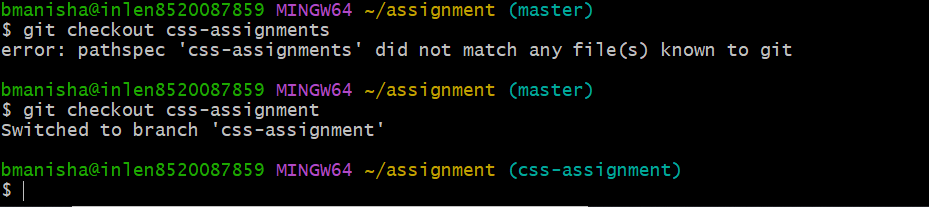 bmanisha@inlen8520087859 MINGW64 ~/assignment (master)
$ git checkout css-assignments
error: pathspec 'css-assignments' did not match any file(s) known to git
bmanisha@inlen8520087859 MINGW64 ~/assignment (master)
$ git checkout css-assignment
Switched to branch 'css-assignment'
bmanisha@inlen8520087859 MINGW64 ~/assignment (css-assignment)
$